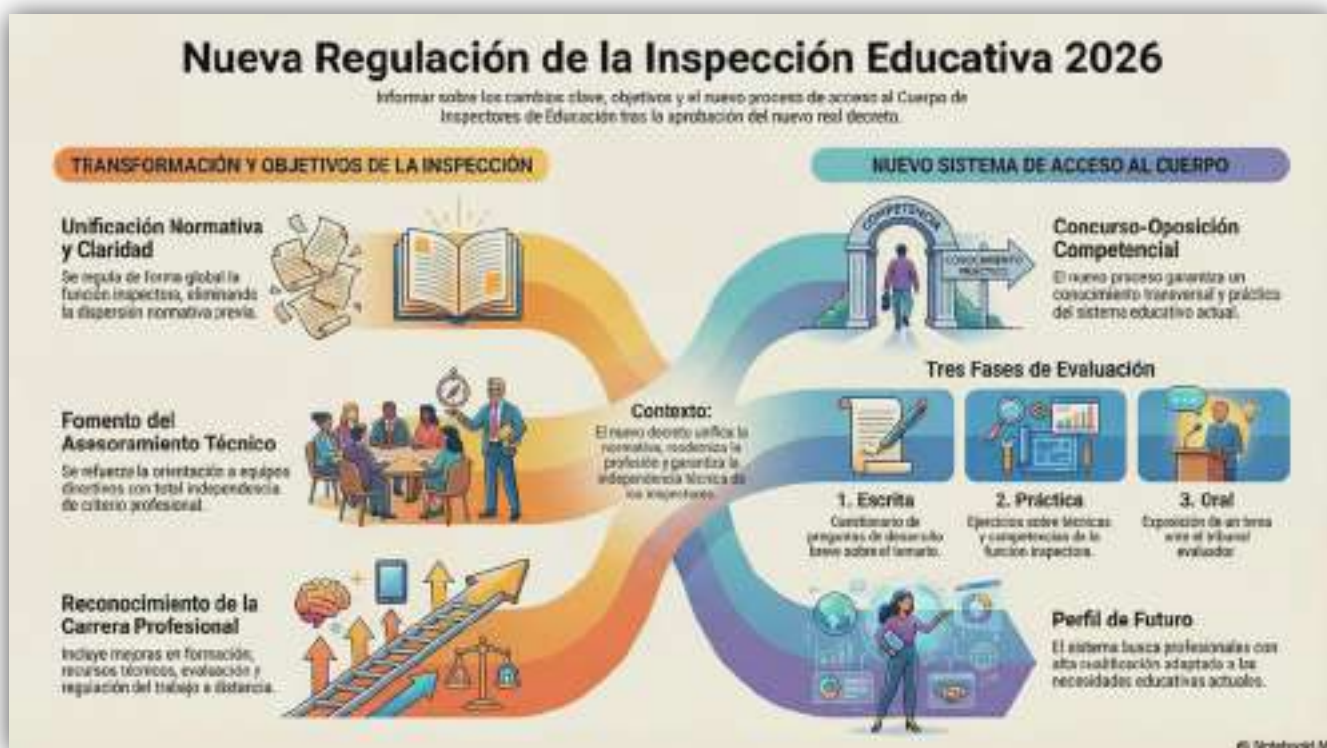 Nueva Regulación de la Inspección Educativa 2026
Informar sobre los cambios clave, objetivos y el nuevo proceso de acceso al Cuerpo de
Inspectores de Educación tras la aprobación del nuevo real decreto.
TRANSFORMACIÓN Y OBJETIVOS DE LA INSPECCIÓN
Unificación Normativa
y Claridad
Se regula de forma global la
función inspectora, eliminando
la dispersión normativa previa.
Fomento del
Asesoramiento Técnico
Se refuerza la orientación a equipos
directivos con total independencia
de criterio profesional.
Reconocimiento de la
Carrera Profesional
Incluye mejoras en formación,
recursos técnicos, evaluación y
regulación del trabajo a distancia.
Contexto:
El nuevo decreto unifica la
normativa, moderniza la
profesión y garantiza la
independencia técnica de
los inspectores.
NUEVO SISTEMA DE ACCESO AL CUERPO
COMPETENCIA
CONOCIMIENTO
PRÁCTICO
Concurso-Oposición
Competencial
El nuevo proceso garantiza un
conocimiento transversal y práctico
del sistema educativo actual.
Tres Fases de Evaluación
1. Escrita
Cuestionario de
preguntas de desarrollo
breve sobre el temario.
2. Práctica
Ejercicios sobre técnicas
y competencias de la
función inspectora.
3. Oral
Exposición de un tema
ante el tribunal
evaluador
Perfil de Futuro
El sistema busca profesionales con
alta cualificación adaptada a las
necesidades educativas actuales.